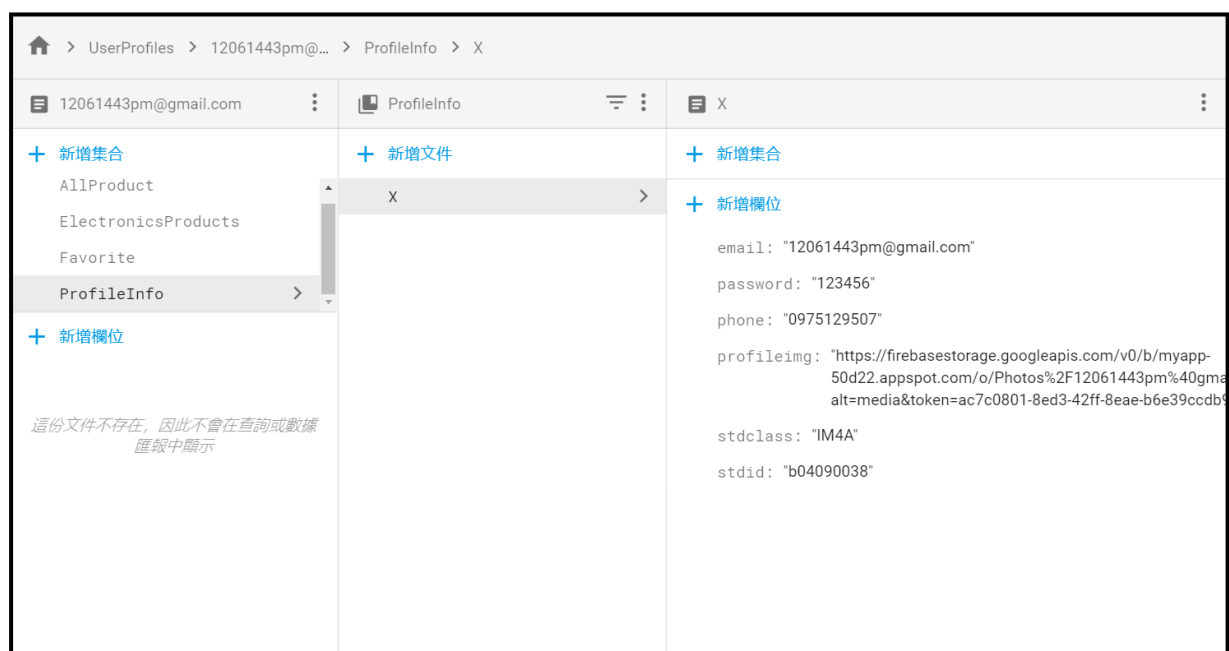 UserProfiles > 12061443pm@... > ProfileInfo > X
12061443pm@gmail.com
新增集合
AllProduct
ElectronicsProducts
Favorite
ProfileInfo
新增欄位
這份文件不存在，因此不會在查詢或數據
匯報中顯示
ProfileInfo
新增文件
X
X
新增集合
新增欄位
email: "12061443pm@gmail.com"
password: "123456"
phone: "0975129507"
profileimg: "https://firebasestorage.googleapis.com/v0/b/myapp-
50d22.appspot.com/o/Photos%2F12061443pm%40gma
alt=media&token=ac7c0801-8ed3-42ff-8eae-b6e39ccdb9
stdclass: "IM4A"
stdid: "b04090038"